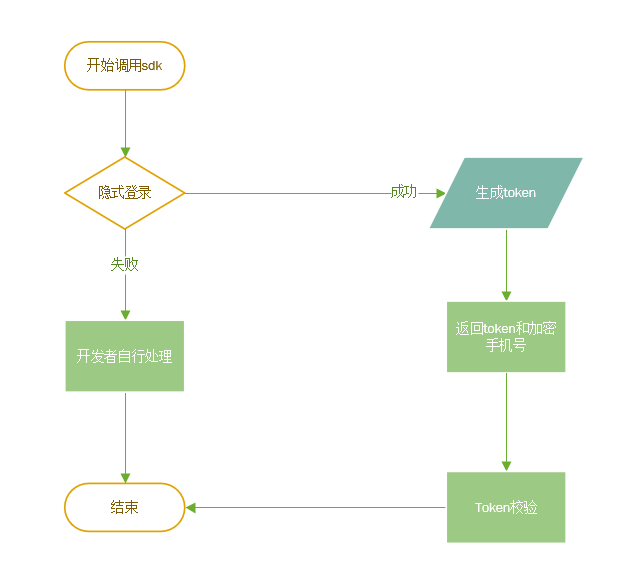 开始调用sdk
隐式登录
成功
生成token
失败
返回token和加密
手机号
开发者自行处理
结束
Token校验